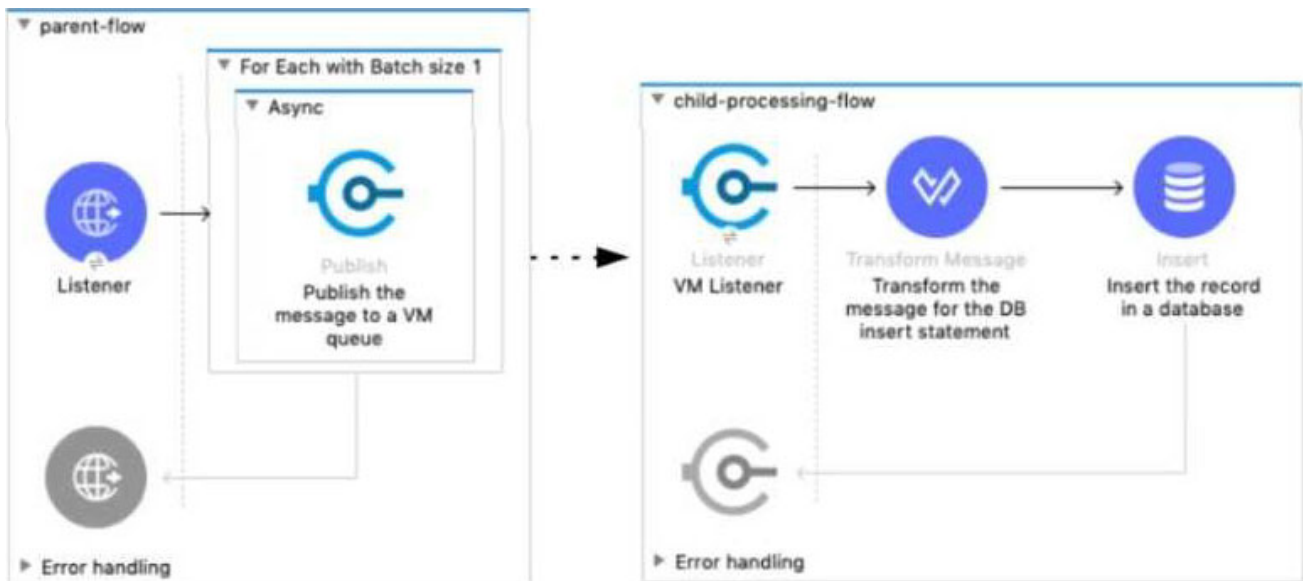 parent-flow
For Each with Batch size 1
Async
Listener
Publish
Publish the
message to a VM
queue
Error handling
child-processing-flow
Listener
VM Listener
Transform Message
Transform the
message for the DB
insert statement
Insert
Insert the record
in a database
Error handling